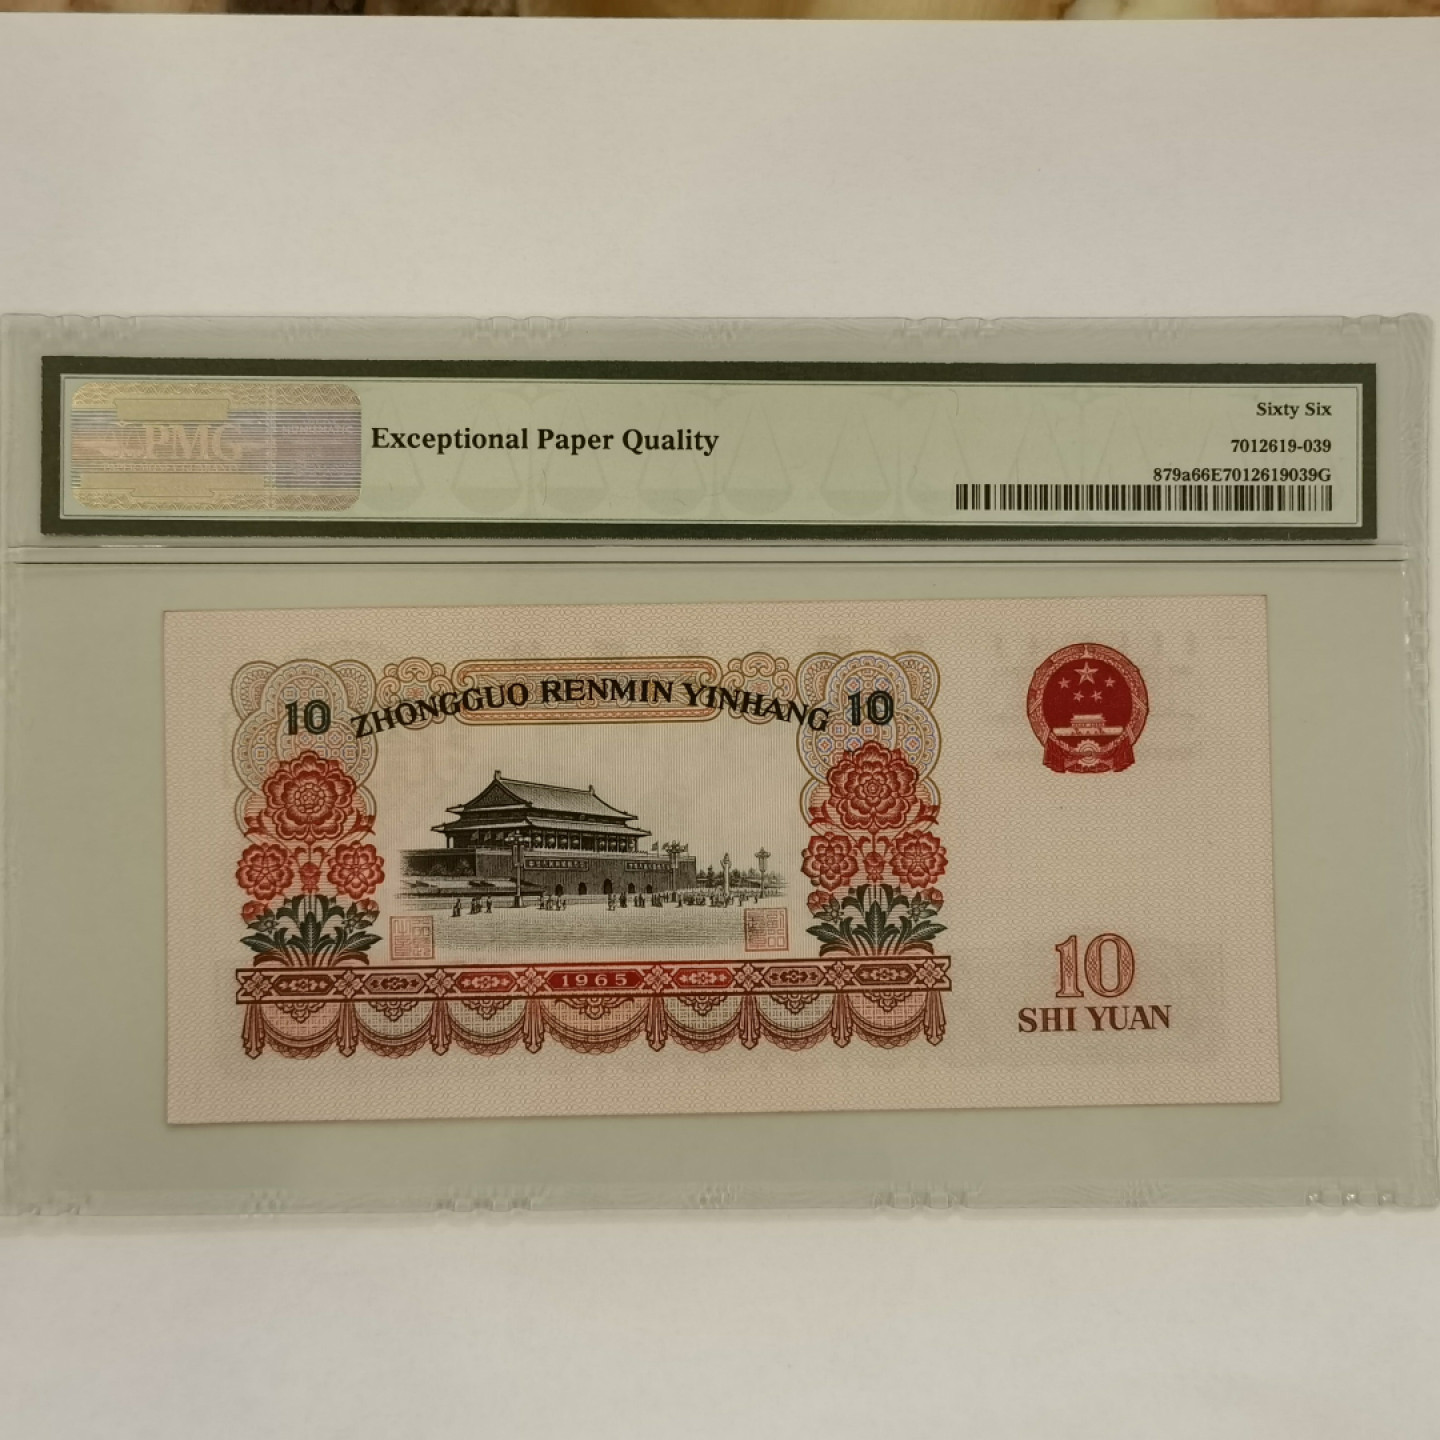 PMG
Exceptional Paper Quality
Sixty Six
7012619-039
879a66E7012619039G
10 ZHONGGUO RENMIN YINHANG 10
1965
10
SHI YUAN